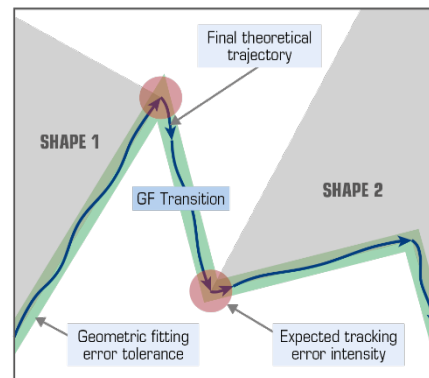 Final theoretical
trajectory
SHAPE 1
SHAPE 2
GF Transition
Geometric fitting
error tolerance
Expected tracking
error intensity